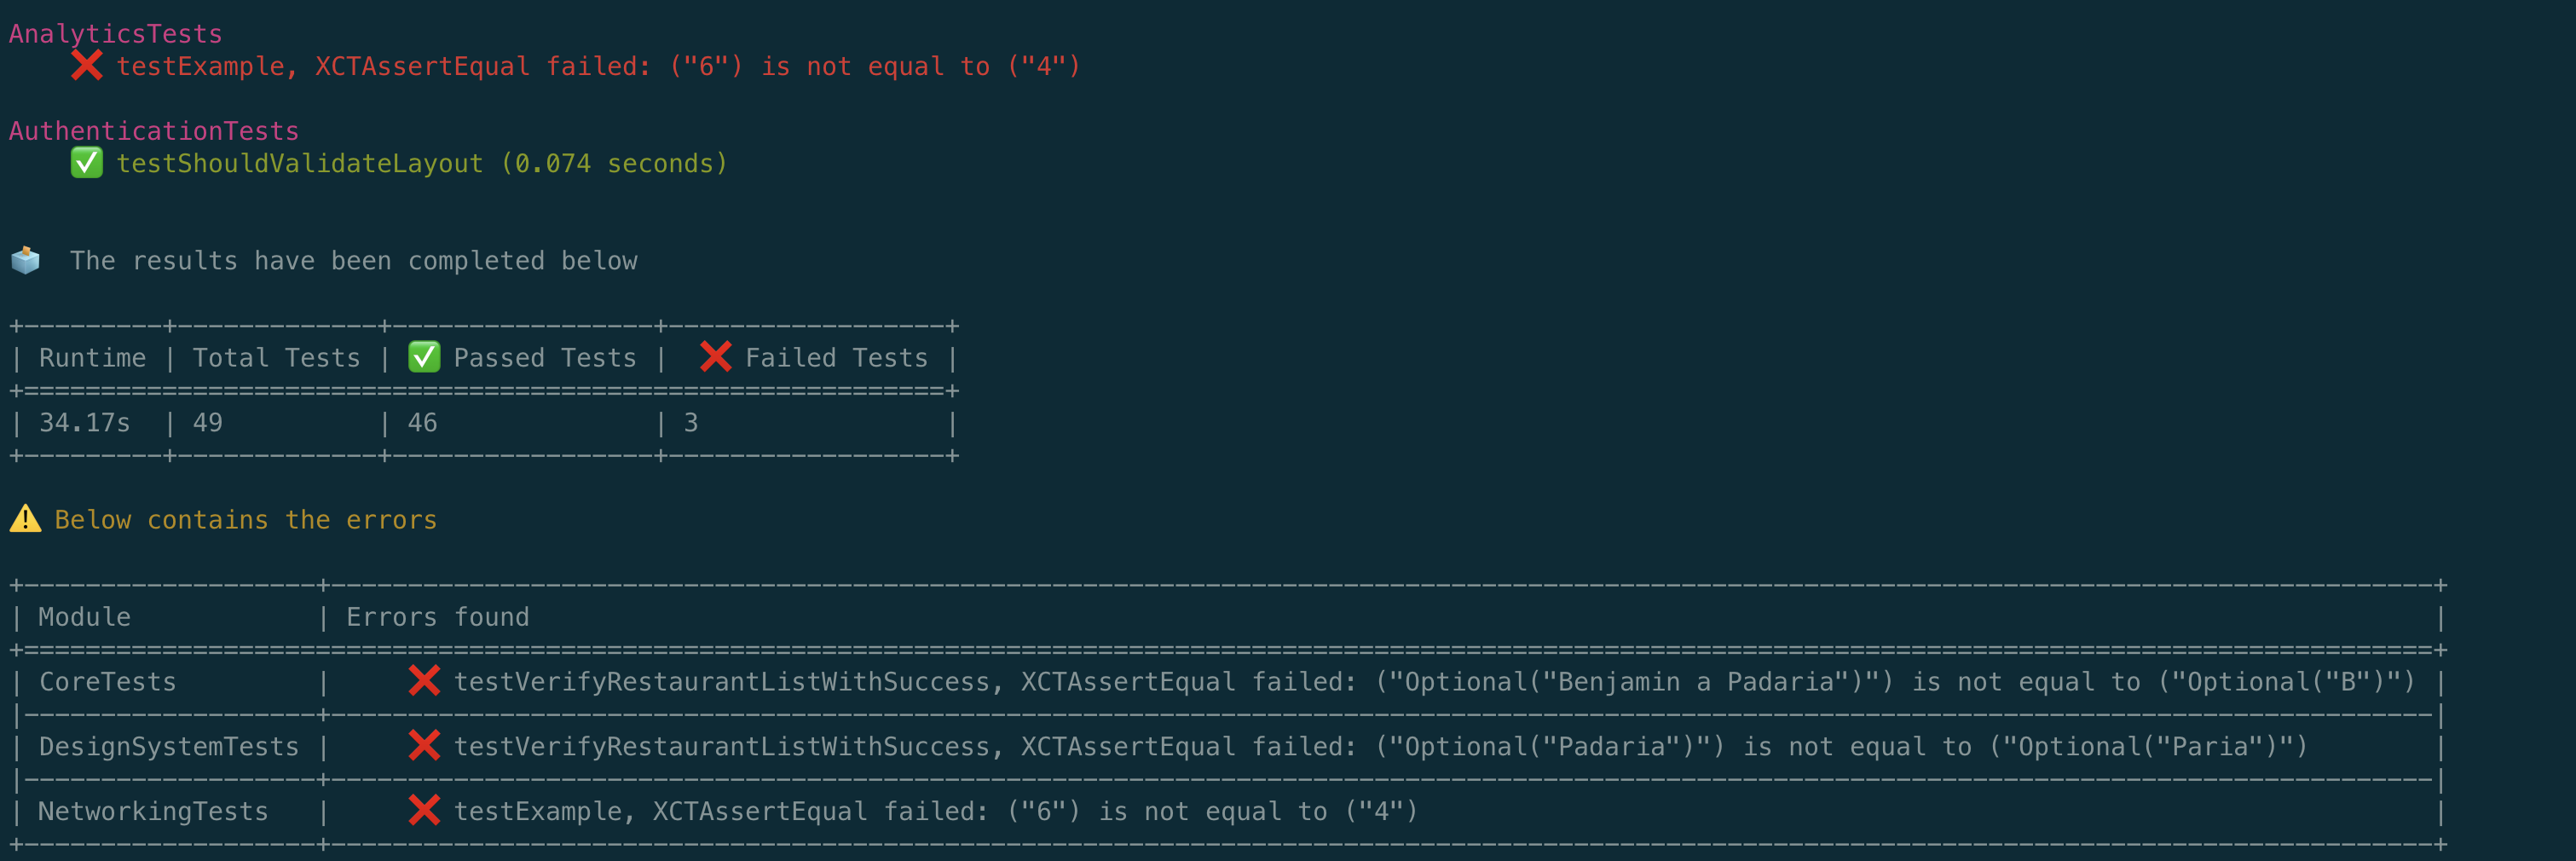 AnalyticsTests
❌ testExample, XCTAssertEqual failed: ("6") is not equal to ("4")
AuthenticationTests
✅ testShouldValidateLayout (0.074 seconds)
🗳 The results have been completed below
+---------+-------------+-----------------+------------------+
| Runtime | Total Tests | ✅ Passed Tests | ❌ Failed Tests |
+============================================================+
| 34.17s | 49 | 46 | 3 |
+---------+-------------+-----------------+------------------+
⚠️ Below contains the errors
| Module | Errors found |
| CoreTests | ❌ testVerifyRestaurantListWithSuccess, XCTAssertEqual failed: ("Optional("Benjamin a Padaria")") is not equal to ("Optional("B")") |
| DesignSystemTests | ❌ testVerifyRestaurantListWithSuccess, XCTAssertEqual failed: ("Optional("Padaria")") is not equal to ("Optional("Paria")") |
| NetworkingTests | ❌ testExample, XCTAssertEqual failed: ("6") is not equal to ("4") |